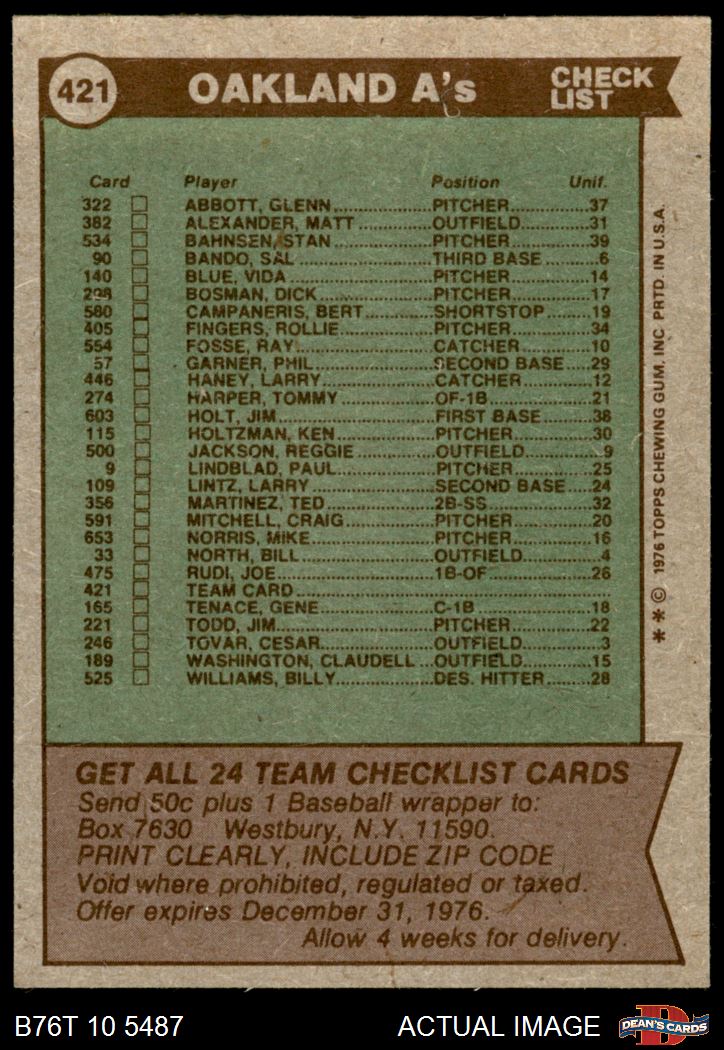 421 OAKLAND A's CHECK LIST
Card Player Position Unif.
322 ABBOTT, GLENN PITCHER 37
382 ALEXANDER, MATT OUTFIELD 31
534 BAHNSEN, STAN PITCHER 39
90 BANDO, SAL THIRD BASE 6
140 BLUE, VIDA PITCHER 14
298 BOSMAN, DICK PITCHER 17
580 CAMPANERIS, BERT SHORTSTOP 19
405 FINGERS, ROLLIE PITCHER 34
554 FOSSE, RAY CATCHER 10
57 GARNER, PHIL SECOND BASE 29
446 HANEY, LARRY CATCHER 12
274 HARPER, TOMMY OF-1B 21
603 HOLT, JIM FIRST BASE 38
115 HOLTZMAN, KEN PITCHER 30
500 JACKSON, REGGIE OUTFIELD 9
9 LINDBLAD, PAUL PITCHER 25
109 LINTZ, LARRY SECOND BASE 24
356 MARTINEZ, TED 2B-SS 32
591 MITCHELL, CRAIG PITCHER 20
653 NORRIS, MIKE PITCHER 16
33 NORTH, BILL OUTFIELD 4
475 RUDI, JOE 1B-OF 26
421 TEAM CARD
165 TENACE, GENE C-1B 18
221 TODD, JIM PITCHER 22
246 TOVAR, CESAR OUTFIELD 3
189 WASHINGTON, CLAUDELL OUTFIELD 15
525 WILLIAMS, BILLY DES. HITTER 28
**© 1976 TOPPS CHEWING GUM, INC PRTD. IN U.S.A.
GET ALL 24 TEAM CHECKLIST CARDS
Send 50c plus 1 Baseball wrapper to:
Box 7630 Westbury, N.Y. 11590.
PRINT CLEARLY, INCLUDE ZIP CODE
Void where prohibited, regulated or taxed.
Offer expires December 31, 1976.
Allow 4 weeks for delivery.
B76T 10 5487 ACTUAL IMAGE D DEAN'S CARDS